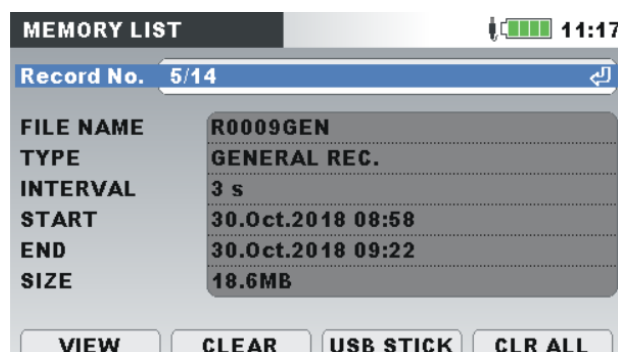 MEMORY LIST 11:17
Record No. 5/14
FILE NAME R0009GEN
TYPE GENERAL REC.
INTERVAL 3 s
START 30.Oct.2018 08:58
END 30.Oct.2018 09:22
SIZE 18.6MB
VIEW CLEAR USB STICK CLR ALL